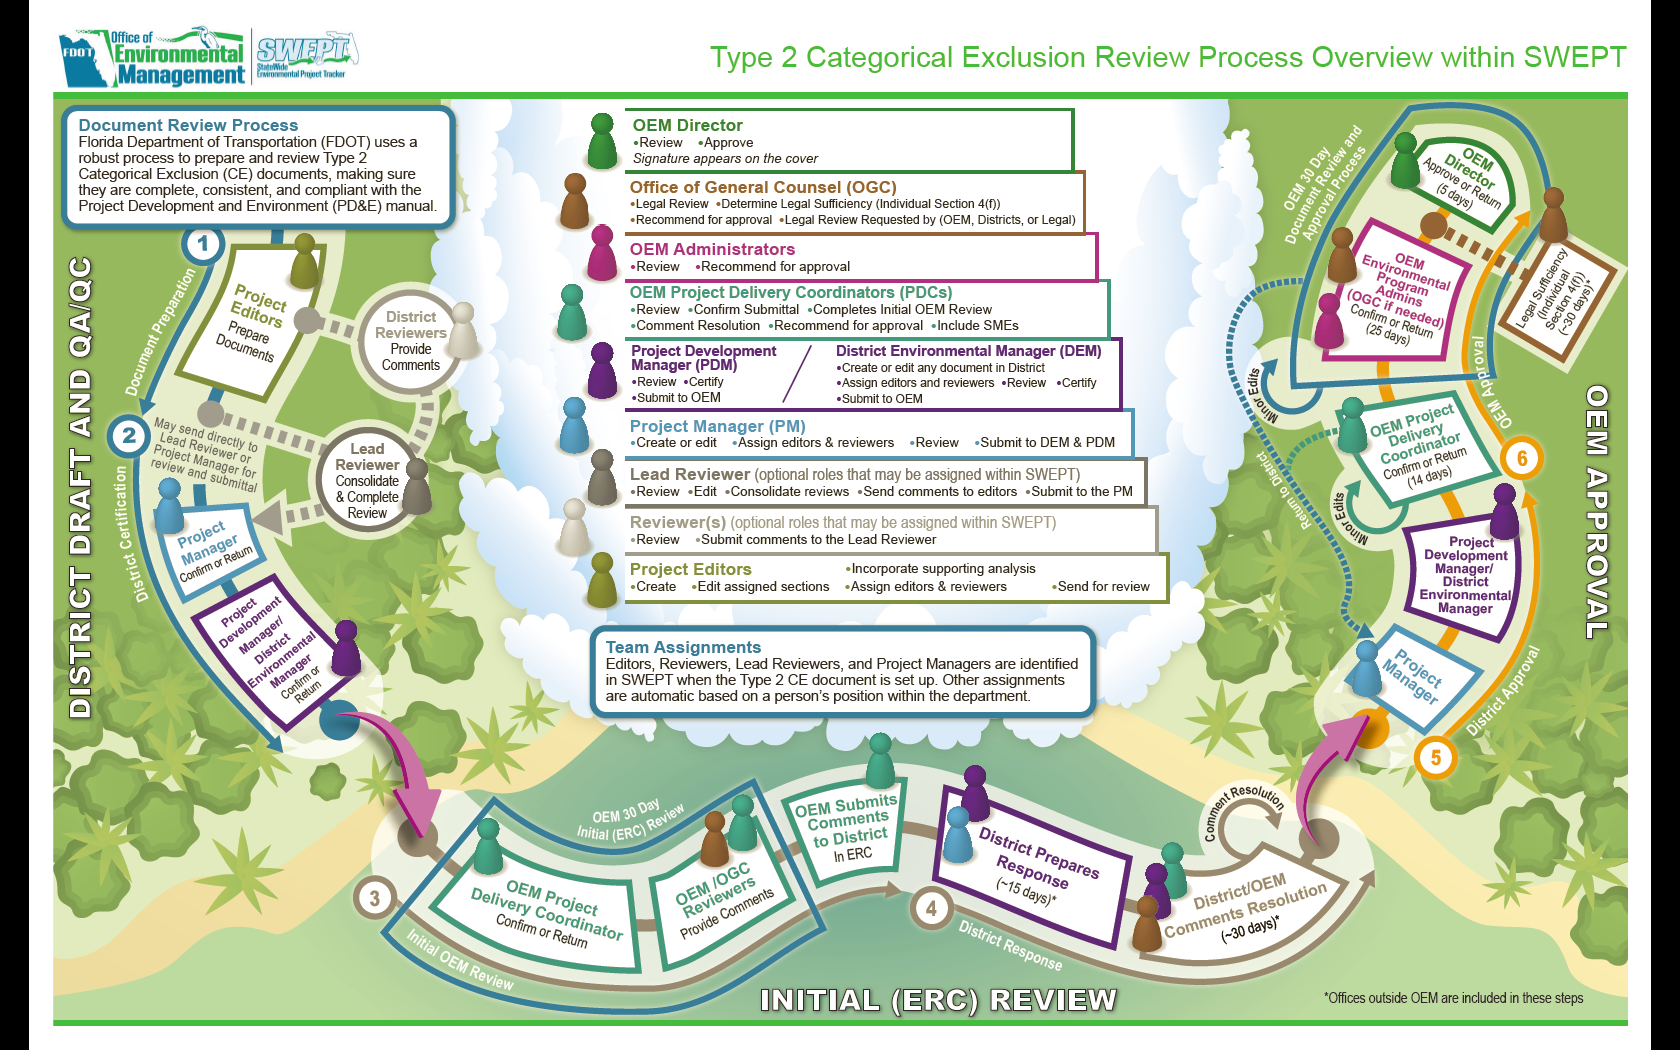 FDOT
Office of
Environmental
Management
SWEPT
StateWide
Environmental Project Tracker
Type 2 Categorical Exclusion Review Process Overview within SWEPT
Document Review Process
Florida Department of Transportation (FDOT) uses a
robust process to prepare and review Type 2
Categorical Exclusion (CE) documents, making sure
they are complete, consistent, and compliant with the
Project Development and Environment (PD&E) manual.
DISTRICT DRAFT AND QA/QC
1
Document Preparation
Project
Editors
Prepare
Documents
District
Reviewers
Provide
Comments
2
District Certification
May send directly to
Lead Reviewer or
Project Manager for
review and submittal
Lead
Reviewer
Consolidate
& Complete
Review
Project
Manager
Confirm or Return
Project
Development
Manager/
District
Environmental
Manager
Confirm or
Return
OEM Director
•Review •Approve
Signature appears on the cover
Office of General Counsel (OGC)
•Legal Review •Determine Legal Sufficiency (Individual Section 4(f))
•Recommend for approval •Legal Review Requested by (OEM, Districts, or Legal)
OEM Administrators
•Review •Recommend for approval
OEM Project Delivery Coordinators (PDCs)
•Review •Confirm Submittal •Completes Initial OEM Review
•Comment Resolution •Recommend for approval •Include SMEs
Project Development
Manager (PDM)
•Review •Certify
•Submit to OEM
/
District Environmental Manager (DEM)
•Create or edit any document in District
•Assign editors and reviewers •Review •Certify
•Submit to OEM
Project Manager (PM)
•Create or edit •Assign editors & reviewers •Review •Submit to DEM & PDM
Lead Reviewer (optional roles that may be assigned within SWEPT)
•Review •Edit •Consolidate reviews •Send comments to editors •Submit to the PM
Reviewer(s) (optional roles that may be assigned within SWEPT)
•Review •Submit comments to the Lead Reviewer
Project Editors •Incorporate supporting analysis
•Create •Edit assigned sections •Assign editors & reviewers •Send for review
Team Assignments
Editors, Reviewers, Lead Reviewers, and Project Managers are identified
in SWEPT when the Type 2 CE document is set up. Other assignments
are automatic based on a person's position within the department.
3
Initial OEM Review
OEM 30 Day
Initial (ERC) Review
OEM Project
Delivery Coordinator
Confirm or Return
OEM /OGC
Reviewers
Provide Comments
OEM Submits
Comments
to District
In ERC
4
District Response
District Prepares
Response
(~15 days)*
Comment Resolution
District/OEM
Comments Resolution
(~30 days)*
INITIAL (ERC) REVIEW
*Offices outside OEM are included in these steps
OEM APPROVAL
5
District Approval
Project
Manager
Project
Development
Manager/
District
Environmental
Manager
6
OEM Approval
OEM Project
Delivery
Coordinator
Confirm or Return
(14 days)
Minor Edits
Minor Edits
Return to District
OEM
Environmental
Program
Admins
(OGC if needed)
Confirm or Return
(25 days)
Legal Sufficiency
(Individual
Section 4(f))
(~30 days)*
OEM
Director
Approve or Return
(5 days)
OEM 30 Day
Document Review and
Approval Process